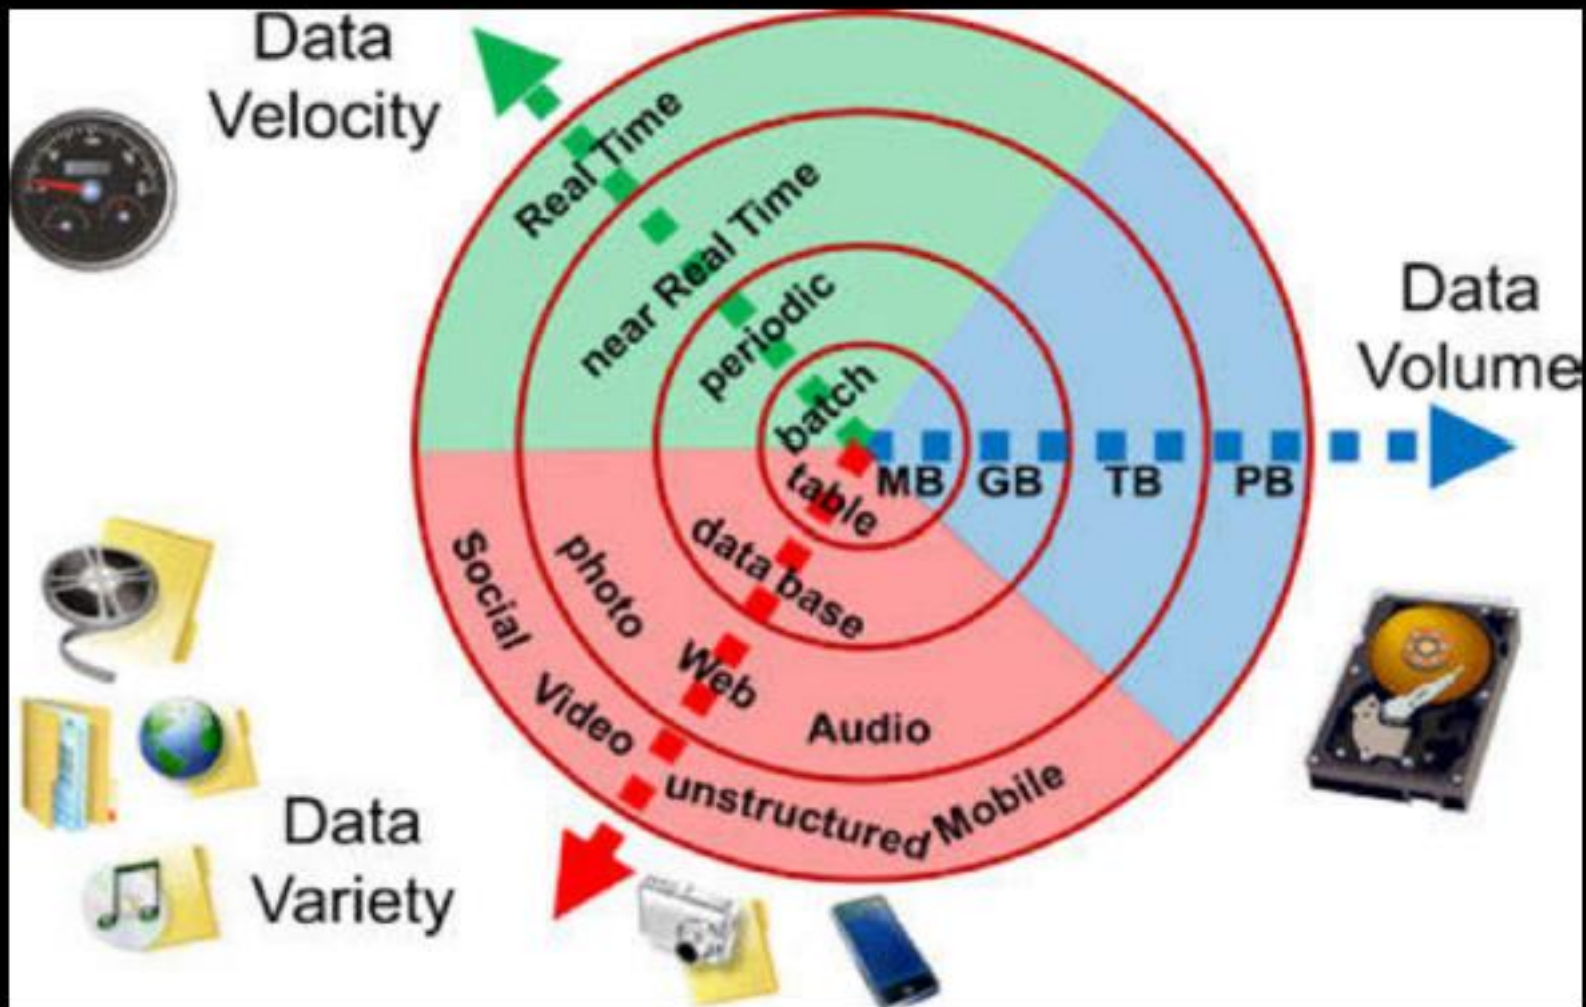 Data
Velocity
Real Time
near Real Time
periodic
batch
Data
Volume
MB GB TB PB
table
data base
photo
Web
Audio
Social
Video
unstructured
Mobile
Data
Variety